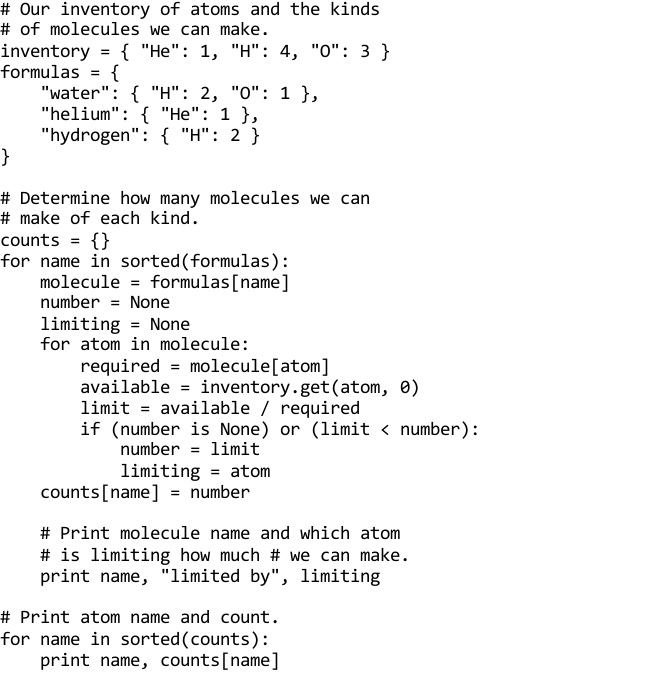 # Our inventory of atoms and the kinds
# of molecules we can make.
inventory = { "He": 1, "H": 4, "O": 3 }
formulas = {
    "water": { "H": 2, "O": 1 },
    "helium": { "He": 1 },
    "hydrogen": { "H": 2 }
}

# Determine how many molecules we can
# make of each kind.
counts = {}
for name in sorted(formulas):
    molecule = formulas[name]
    number = None
    limiting = None
    for atom in molecule:
        required = molecule[atom]
        available = inventory.get(atom, 0)
        limit = available / required
        if (number is None) or (limit < number):
            number = limit
            limiting = atom
    counts[name] = number

    # Print molecule name and which atom
    # is limiting how much # we can make.
    print name, "limited by", limiting

# Print atom name and count.
for name in sorted(counts):
    print name, counts[name]